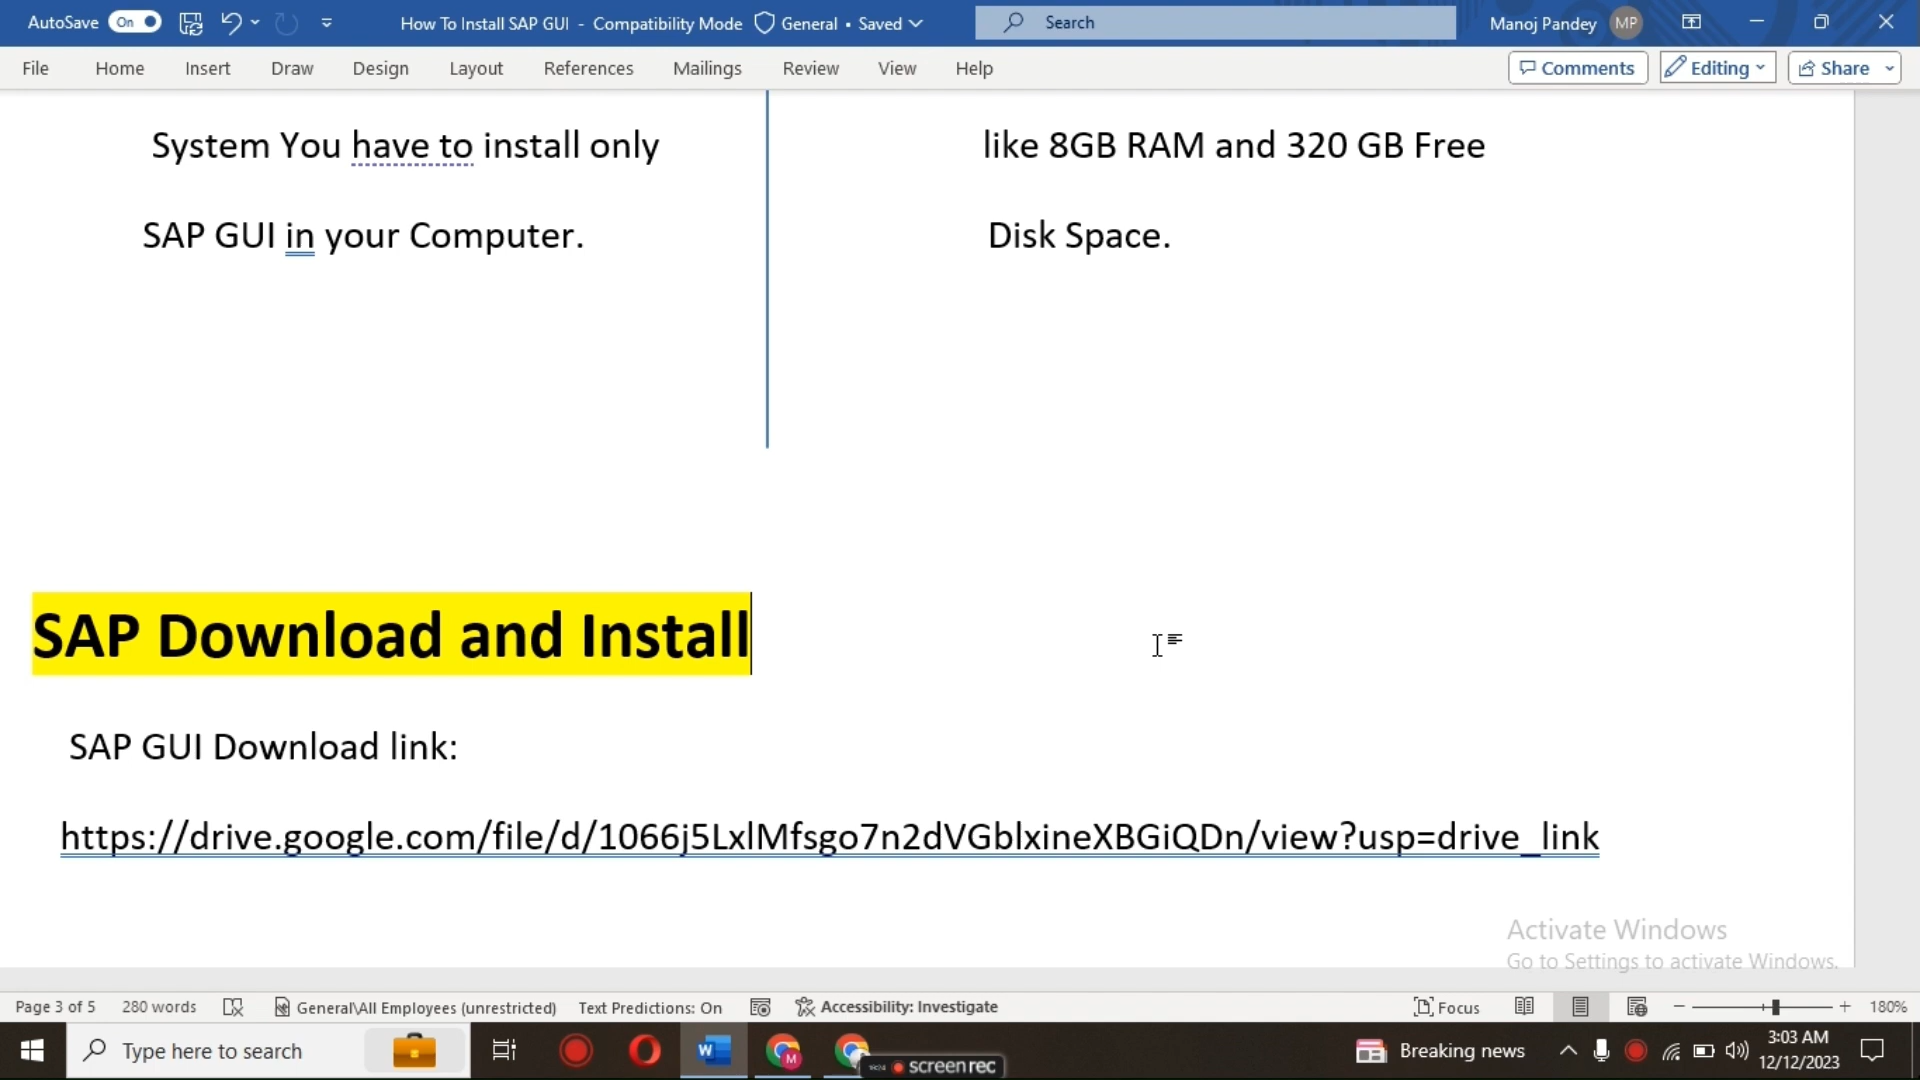 AutoSave On How To Install SAP GUI - Compatibility Mode General • Saved Search Manoj Pandey MP
File Home Insert Draw Design Layout References Mailings Review View Help Comments Editing Share
System You have to install only
SAP GUI in your Computer.
like 8GB RAM and 320 GB Free
Disk Space.
SAP Download and Install
SAP GUI Download link:
https://drive.google.com/file/d/1066j5LxlMfsgo7n2dVGblxineXBGiQDn/view?usp=drive_link
Activate Windows
Go to Settings to activate Windows.
Page 3 of 5 280 words General\All Employees (unrestricted) Text Predictions: On Accessibility: Investigate Focus 180%
Type here to search W M screenrec Breaking news 3:03 AM
12/12/2023